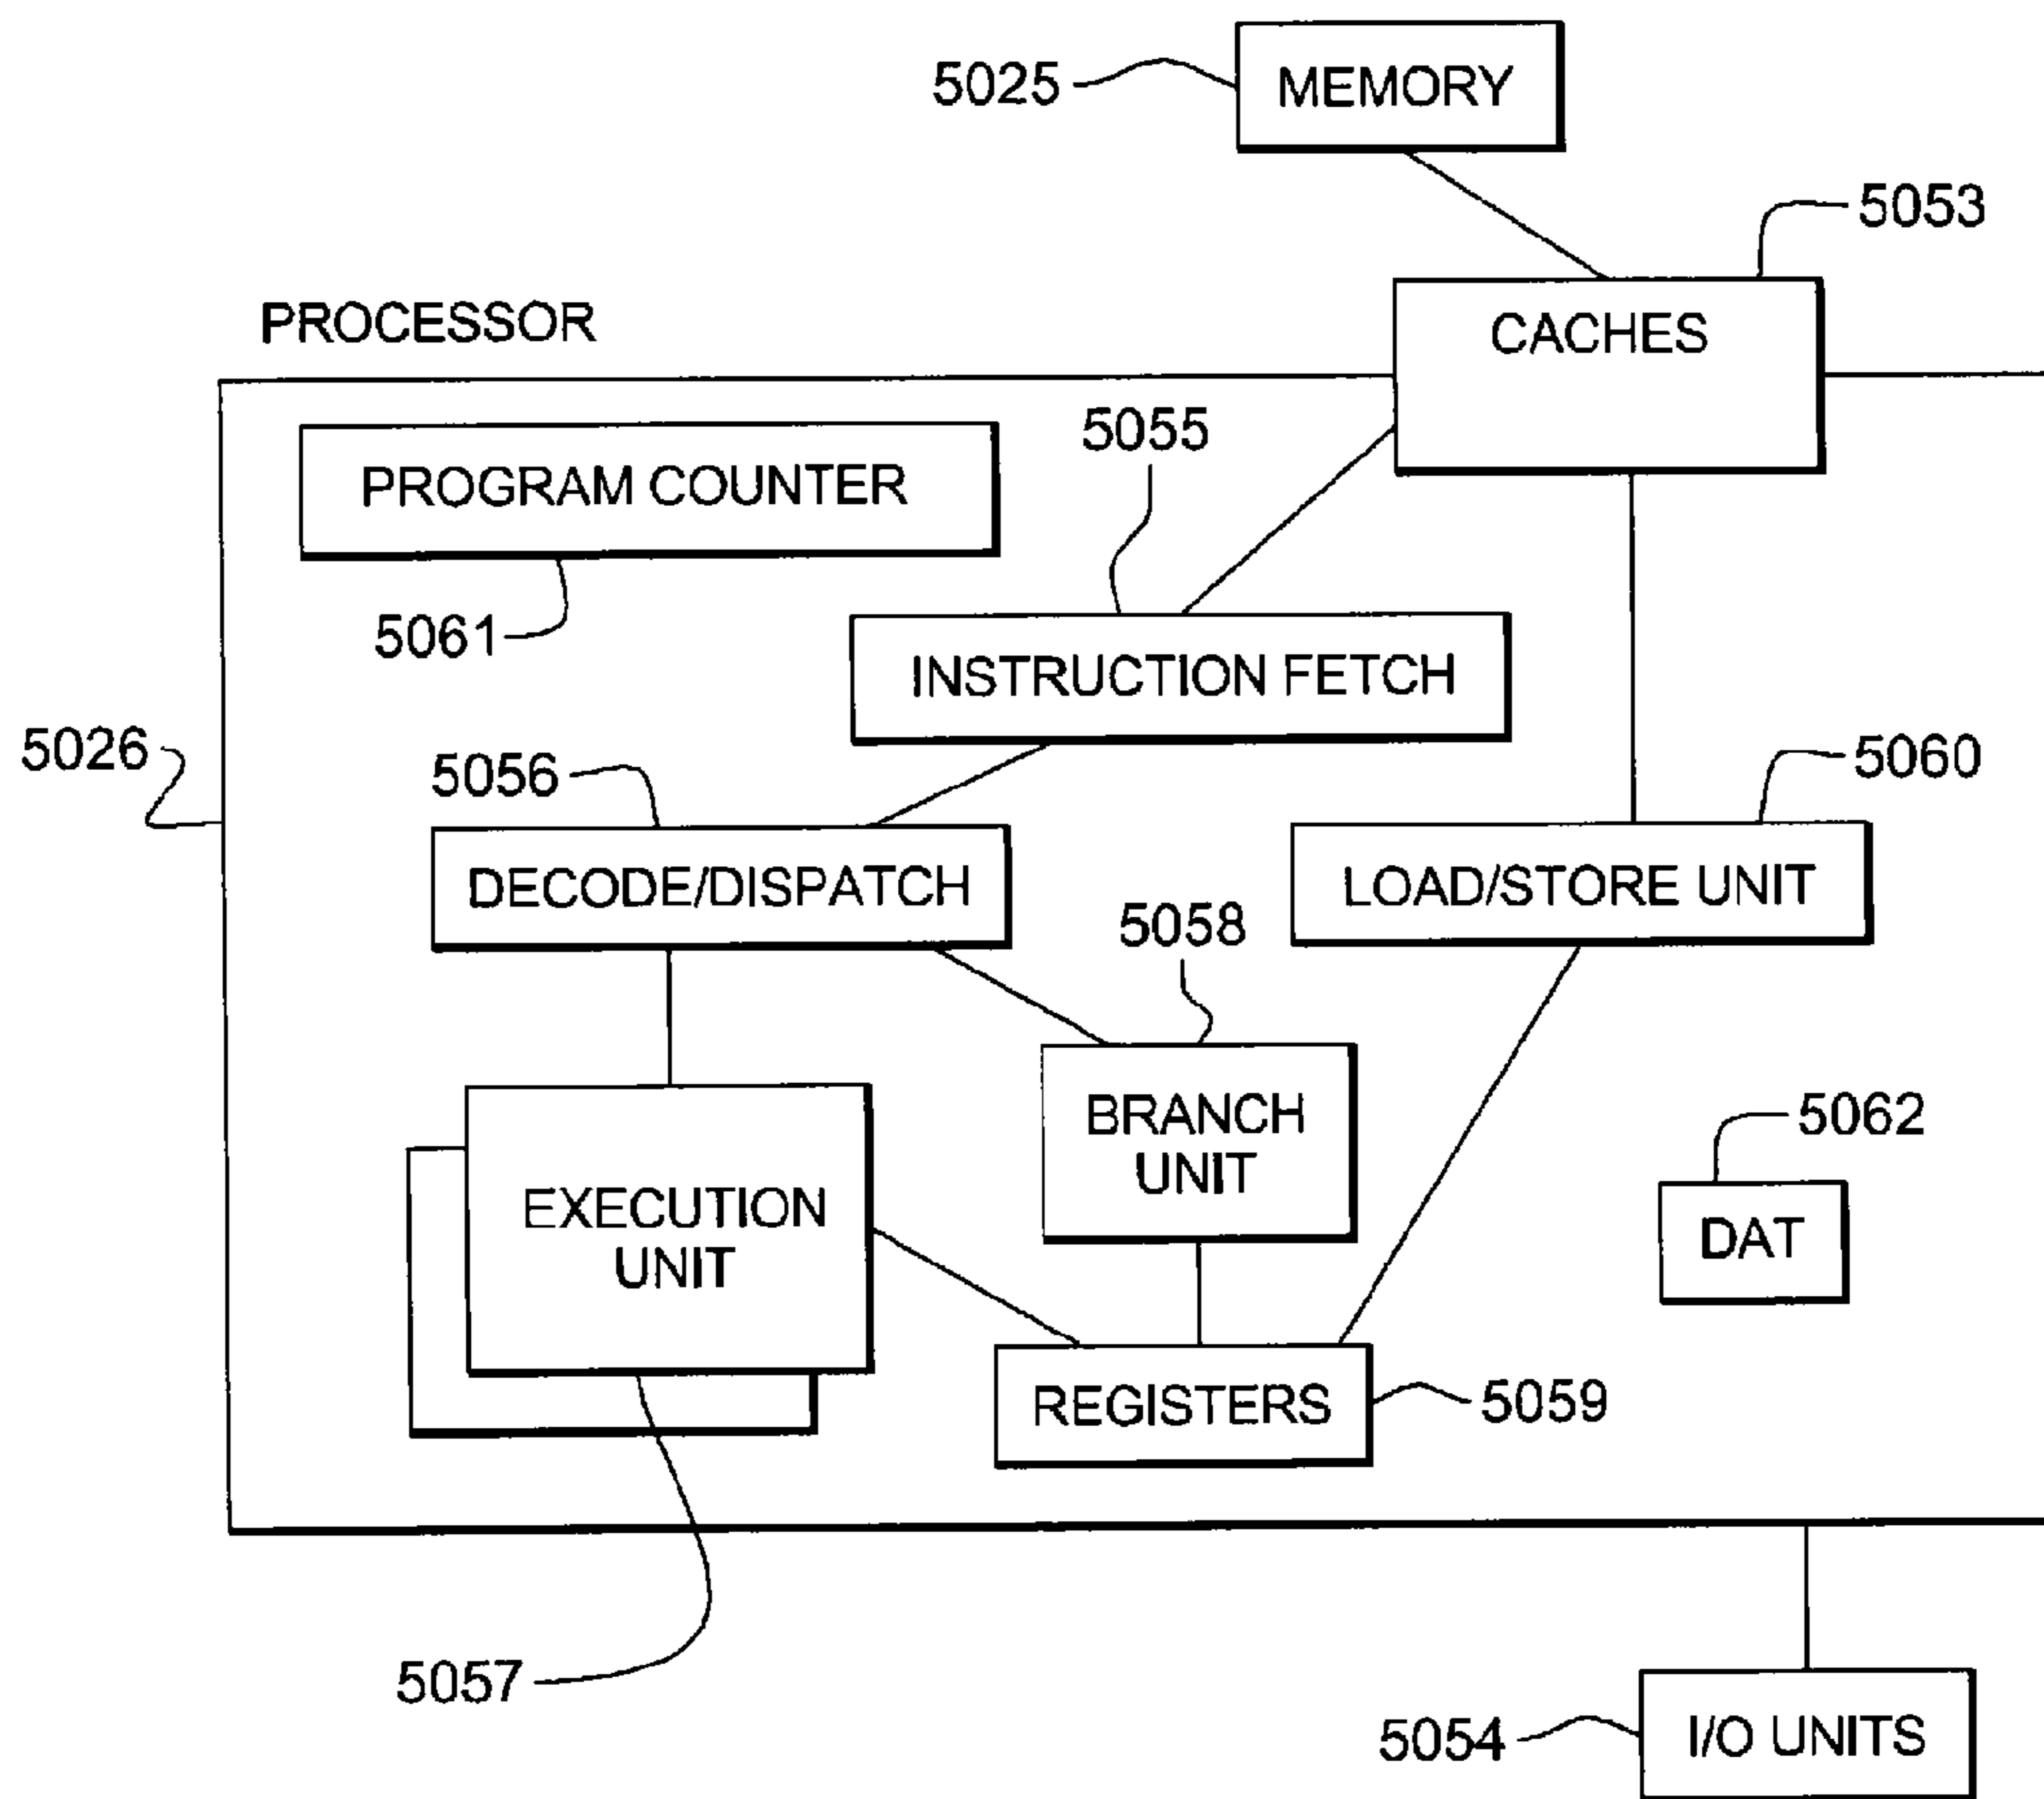 5025
MEMORY
5053
CACHES
PROCESSOR
5055
PROGRAM COUNTER
5061
INSTRUCTION FETCH
5026
5056
5060
DECODE/DISPATCH
LOAD/STORE UNIT
5058
BRANCH
UNIT
5062
DAT
EXECUTION
UNIT
REGISTERS
5059
5057
5054
I/O UNITS